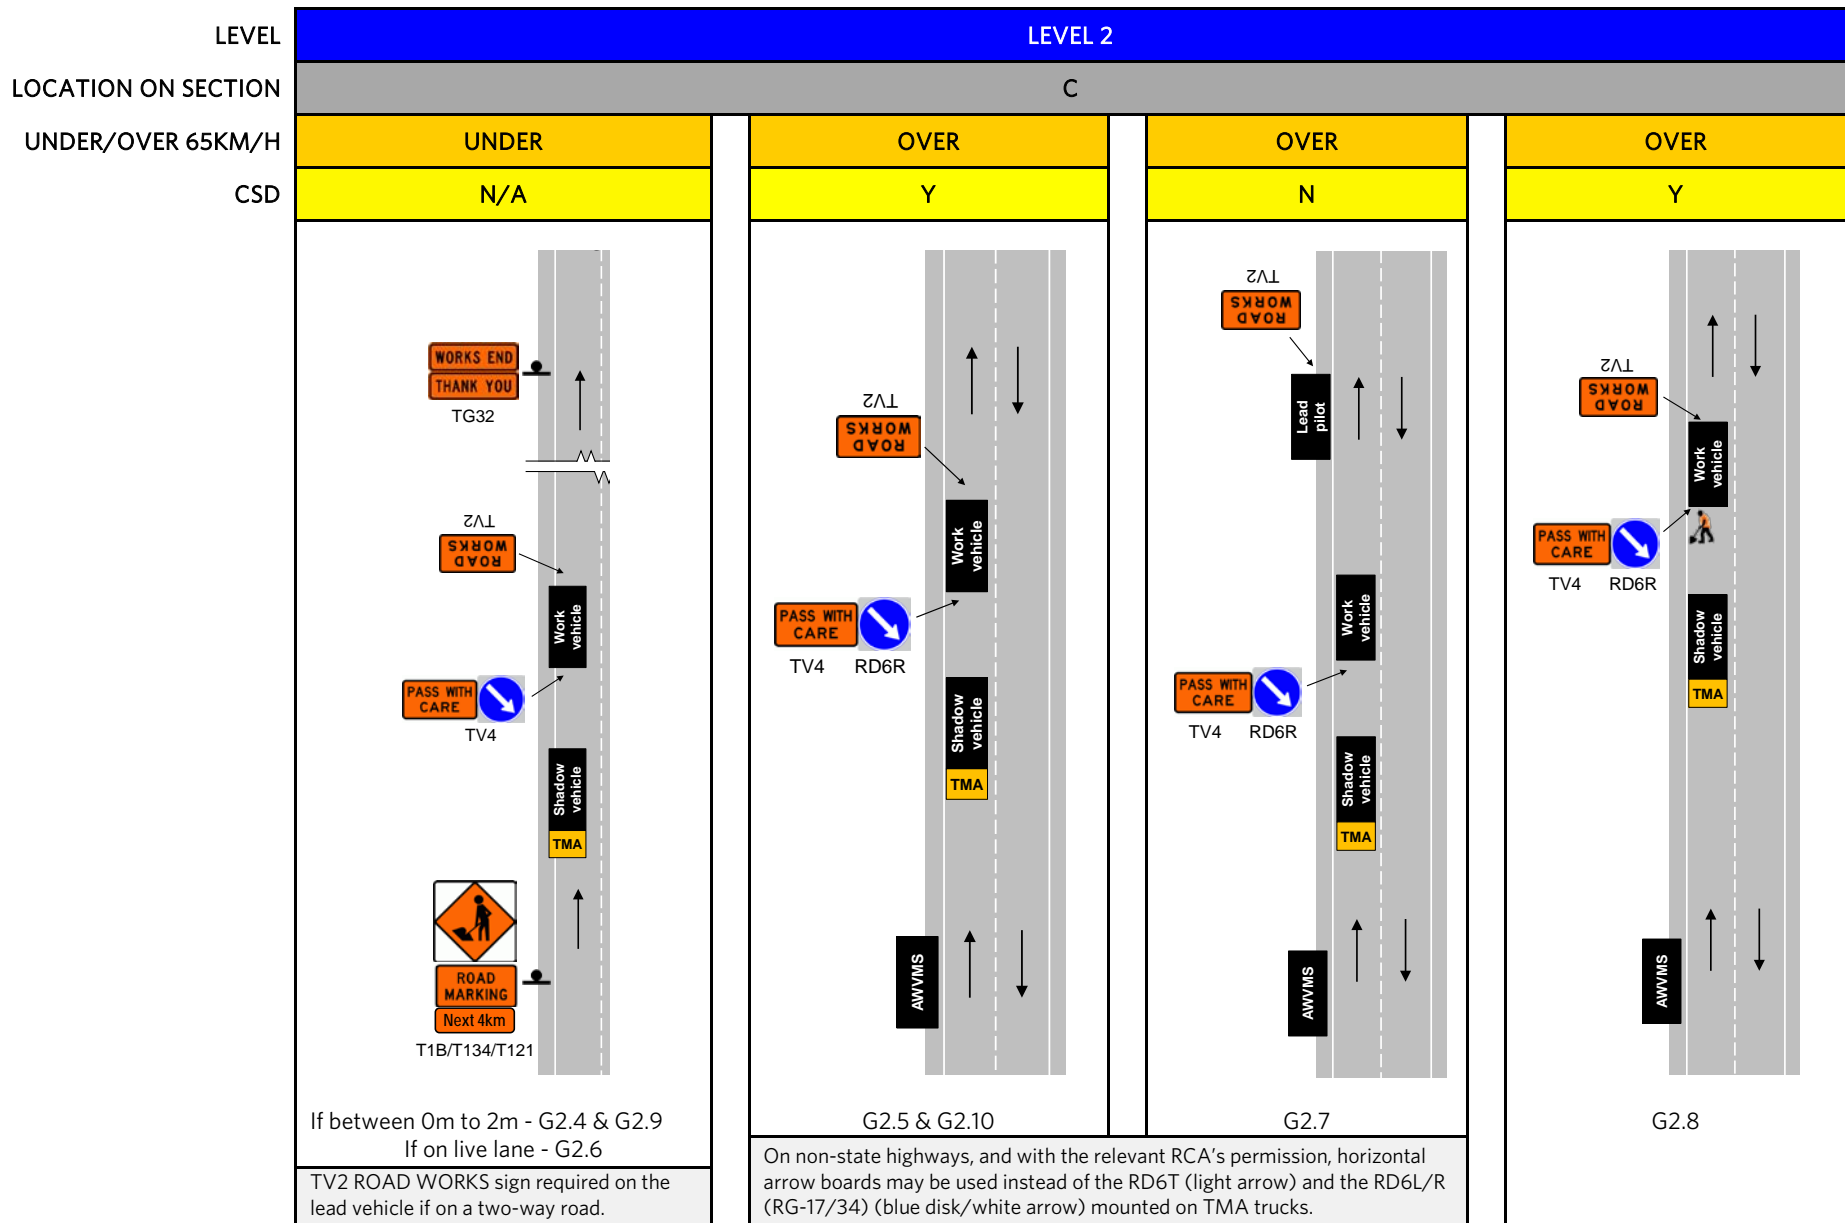 LEVEL
LEVEL 2
LOCATION ON SECTION
C
UNDER/OVER 65KM/H
UNDER
OVER
OVER
OVER
CSD
N/A
Y
N
Y
WORKS END
THANK YOU
TG32
TV2
ROAD
WORKS
Work
vehicle
PASS WITH
CARE
TV4
Shadow
vehicle
TMA
ROAD
MARKING
Next 4km
T1B/T134/T121
If between 0m to 2m - G2.4 & G2.9
If on live lane - G2.6
TV2 ROAD WORKS sign required on the
lead vehicle if on a two-way road.
TV2
ROAD
WORKS
Work
vehicle
PASS WITH
CARE
TV4 RD6R
Shadow
vehicle
TMA
AWVMS
G2.5 & G2.10
TV2
ROAD
WORKS
Lead
pilot
Work
vehicle
PASS WITH
CARE
TV4 RD6R
Shadow
vehicle
TMA
AWVMS
G2.7
On non-state highways, and with the relevant RCA's permission, horizontal
arrow boards may be used instead of the RD6T (light arrow) and the RD6L/R
(RG-17/34) (blue disk/white arrow) mounted on TMA trucks.
TV2
ROAD
WORKS
Work
vehicle
PASS WITH
CARE
TV4 RD6R
Shadow
vehicle
TMA
AWVMS
G2.8